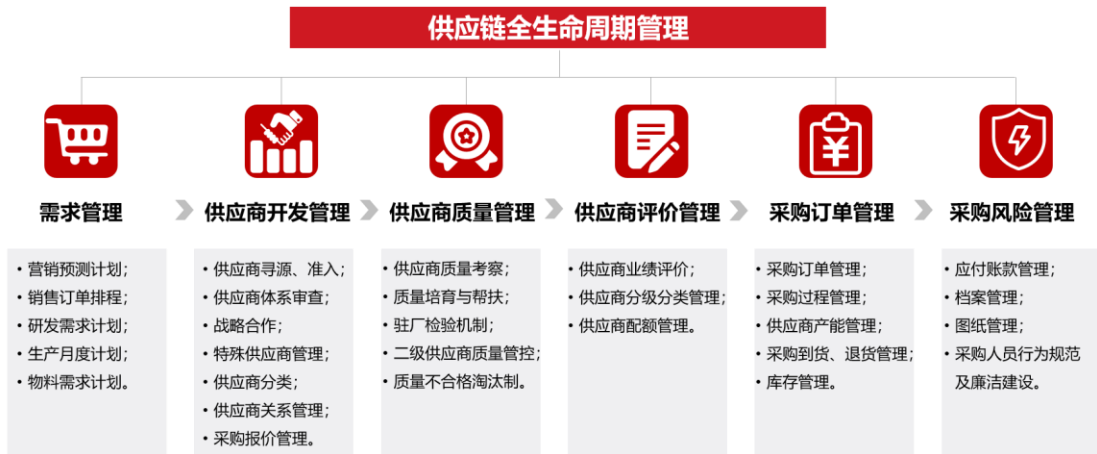 供应链全生命周期管理
需求管理
供应商开发管理
供应商质量管理
供应商评价管理
采购订单管理
采购风险管理
• 营销预测计划；
• 销售订单排程；
• 研发需求计划；
• 生产月度计划；
• 物料需求计划。
• 供应商寻源、准入；
• 供应商体系审查；
• 战略合作；
• 特殊供应商管理；
• 供应商分类；
• 供应商关系管理；
• 采购报价管理。
• 供应商质量考察；
• 质量培育与帮扶；
• 驻厂检验机制；
• 二级供应商质量管控；
• 质量不合格淘汰制。
• 供应商业绩评价；
• 供应商分级分类管理；
• 供应商配额管理。
• 采购订单管理；
• 采购过程管理；
• 供应商产能管理；
• 采购到货、退货管理；
• 库存管理。
• 应付账款管理；
• 档案管理；
• 图纸管理；
• 采购人员行为规范
及廉洁建设。